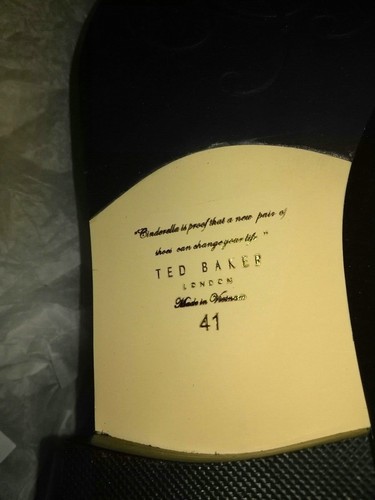 "Cinderella is proof that a new pair of
shoes can change your life."
TED BAKER
LONDON
Made in Vietnam
41